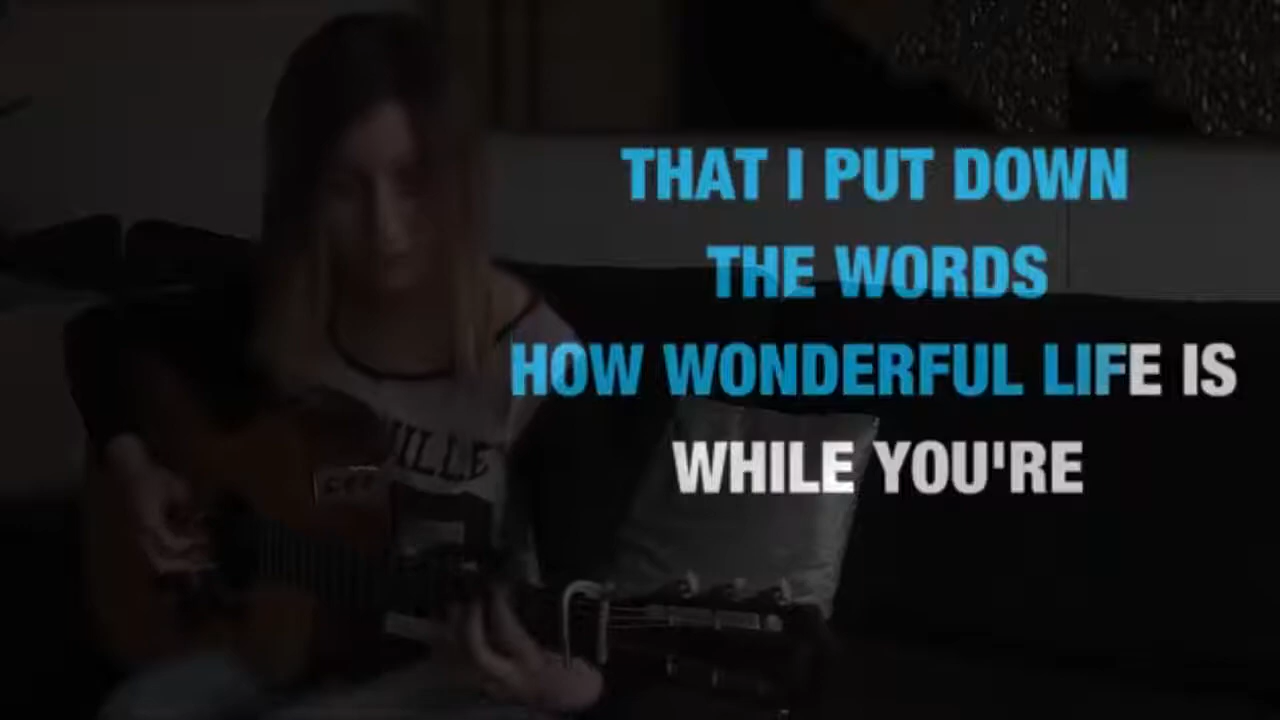 THAT I PUT DOWN
THE WORDS
HOW WONDERFUL LIFE IS
WHILE YOU'RE